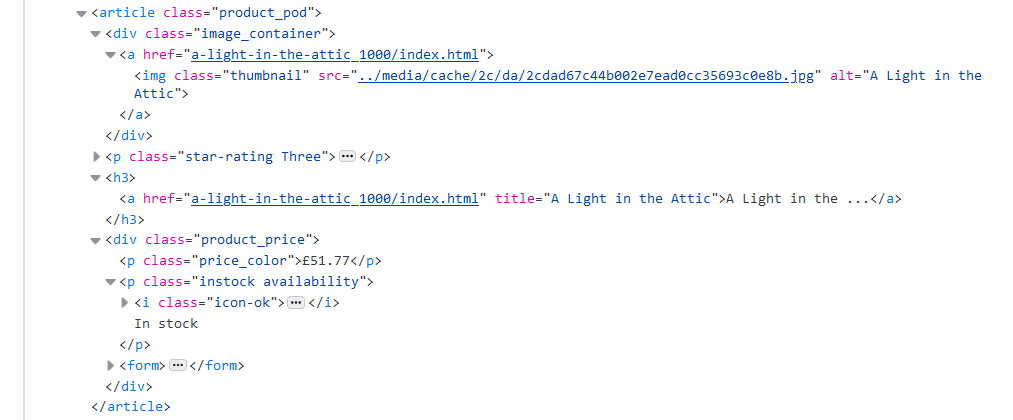 <article class="product_pod">
<div class="image_container">
<a href="a-light-in-the-attic_1000/index.html">
<img class="thumbnail" src="../media/cache/2c/da/2cdad67c44b002e7ead0cc35693c0e8b.jpg" alt="A Light in the
Attic">
</a>
</div>
<p class="star-rating Three">⋯</p>
<h3>
<a href="a-light-in-the-attic_1000/index.html" title="A Light in the Attic">A Light in the ...</a>
</h3>
<div class="product_price">
<p class="price_color">£51.77</p>
<p class="instock availability">
<i class="icon-ok">⋯</i>
In stock
</p>
<form>⋯</form>
</div>
</article>